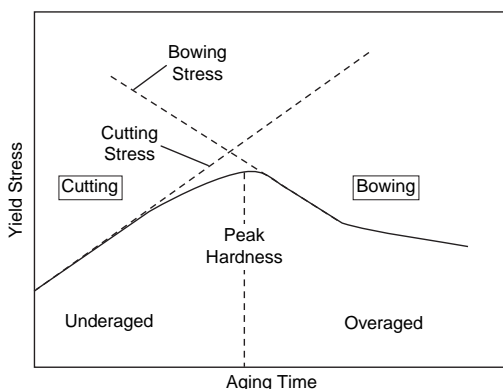 Bowing
Stress
Cutting
Stress
Cutting
Bowing
Yield Stress
Peak
Hardness
Underaged
Overaged
Aging Time